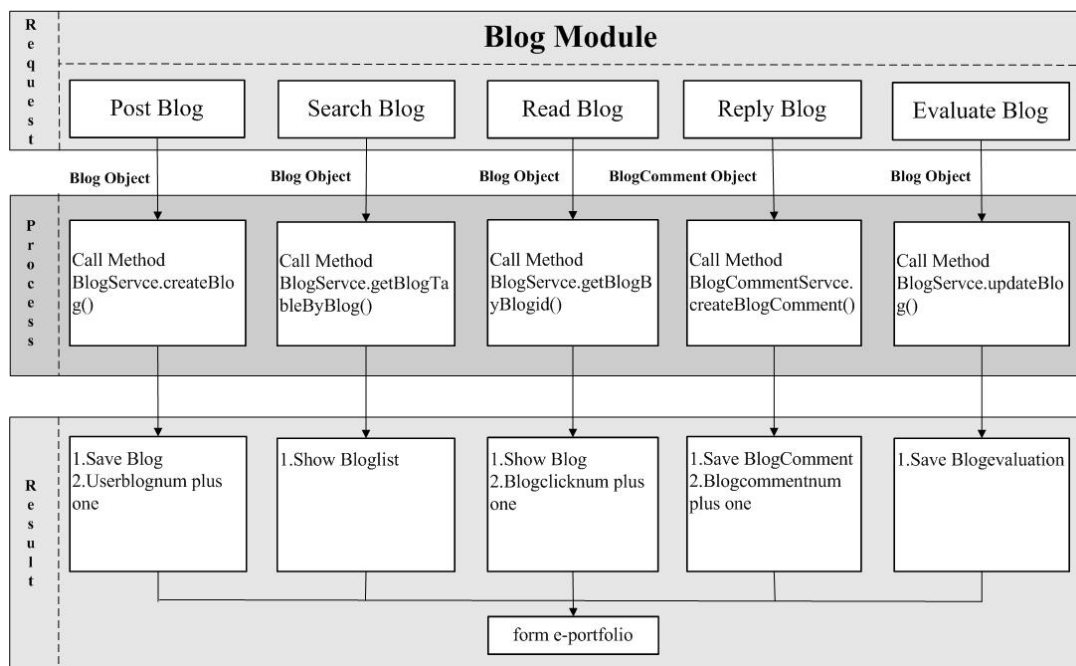 Request
Blog Module
Post Blog
Search Blog
Read Blog
Reply Blog
Evaluate Blog
Blog Object
Blog Object
Blog Object
BlogComment Object
Blog Object
Process
Call Method
BlogServce.createBlo
g()
Call Method
BlogServce.getBlogTa
bleByBlog()
Call Method
BlogServce.getBlogB
yBlogid()
Call Method
BlogCommentServce.
createBlogComment()
Call Method
BlogServce.updateBlo
g()
Result
1.Save Blog
2.Userblognum plus
one
1.Show Bloglist
1.Show Blog
2.Blogclicknum plus
one
1.Save BlogComment
2.Blogcommentnum
plus one
1.Save Blogevaluation
form e-portfolio